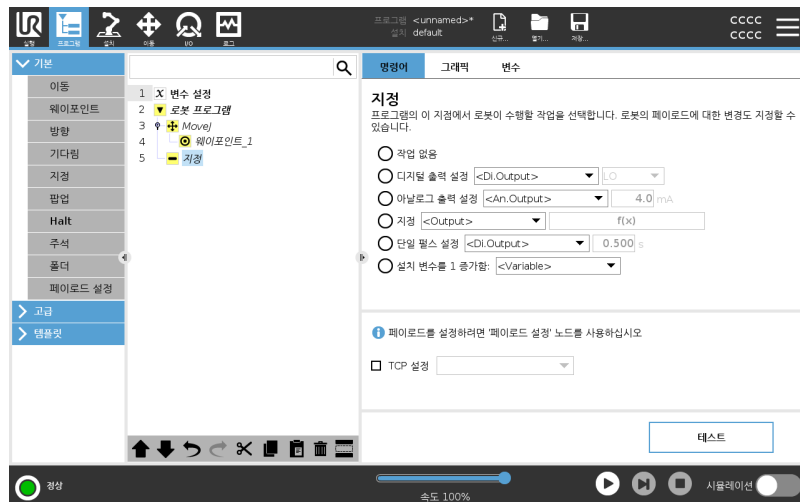 프로그램 <unnamed>*
설치 default
실행 프로그램 설치 이동 I/O 로그 신규... 열기... 저장...
CCCC
CCCC
기본
이동
웨이포인트
방향
기다림
지정
팝업
Halt
주석
폴더
페이로드 설정
고급
템플릿
1 X 변수 설정
2 로봇 프로그램
3 MoveJ
4 웨이포인트_1
5 지정
명령어 그래픽 변수
지정
프로그램의 이 지점에서 로봇이 수행할 작업을 선택합니다. 로봇의 페이로드에 대한 변경도 지정할 수
있습니다.
작업 없음
디지털 출력 설정 <Di.Output> LO
아날로그 출력 설정 <An.Output> 4.0 mA
지정 <Output> f(x)
단일 펄스 설정 <Di.Output> 0.500 s
설치 변수를 1 증가함: <Variable>
페이로드를 설정하려면 '페이로드 설정' 노드를 사용하십시오
TCP 설정
테스트
정상
속도 100%
시뮬레이션